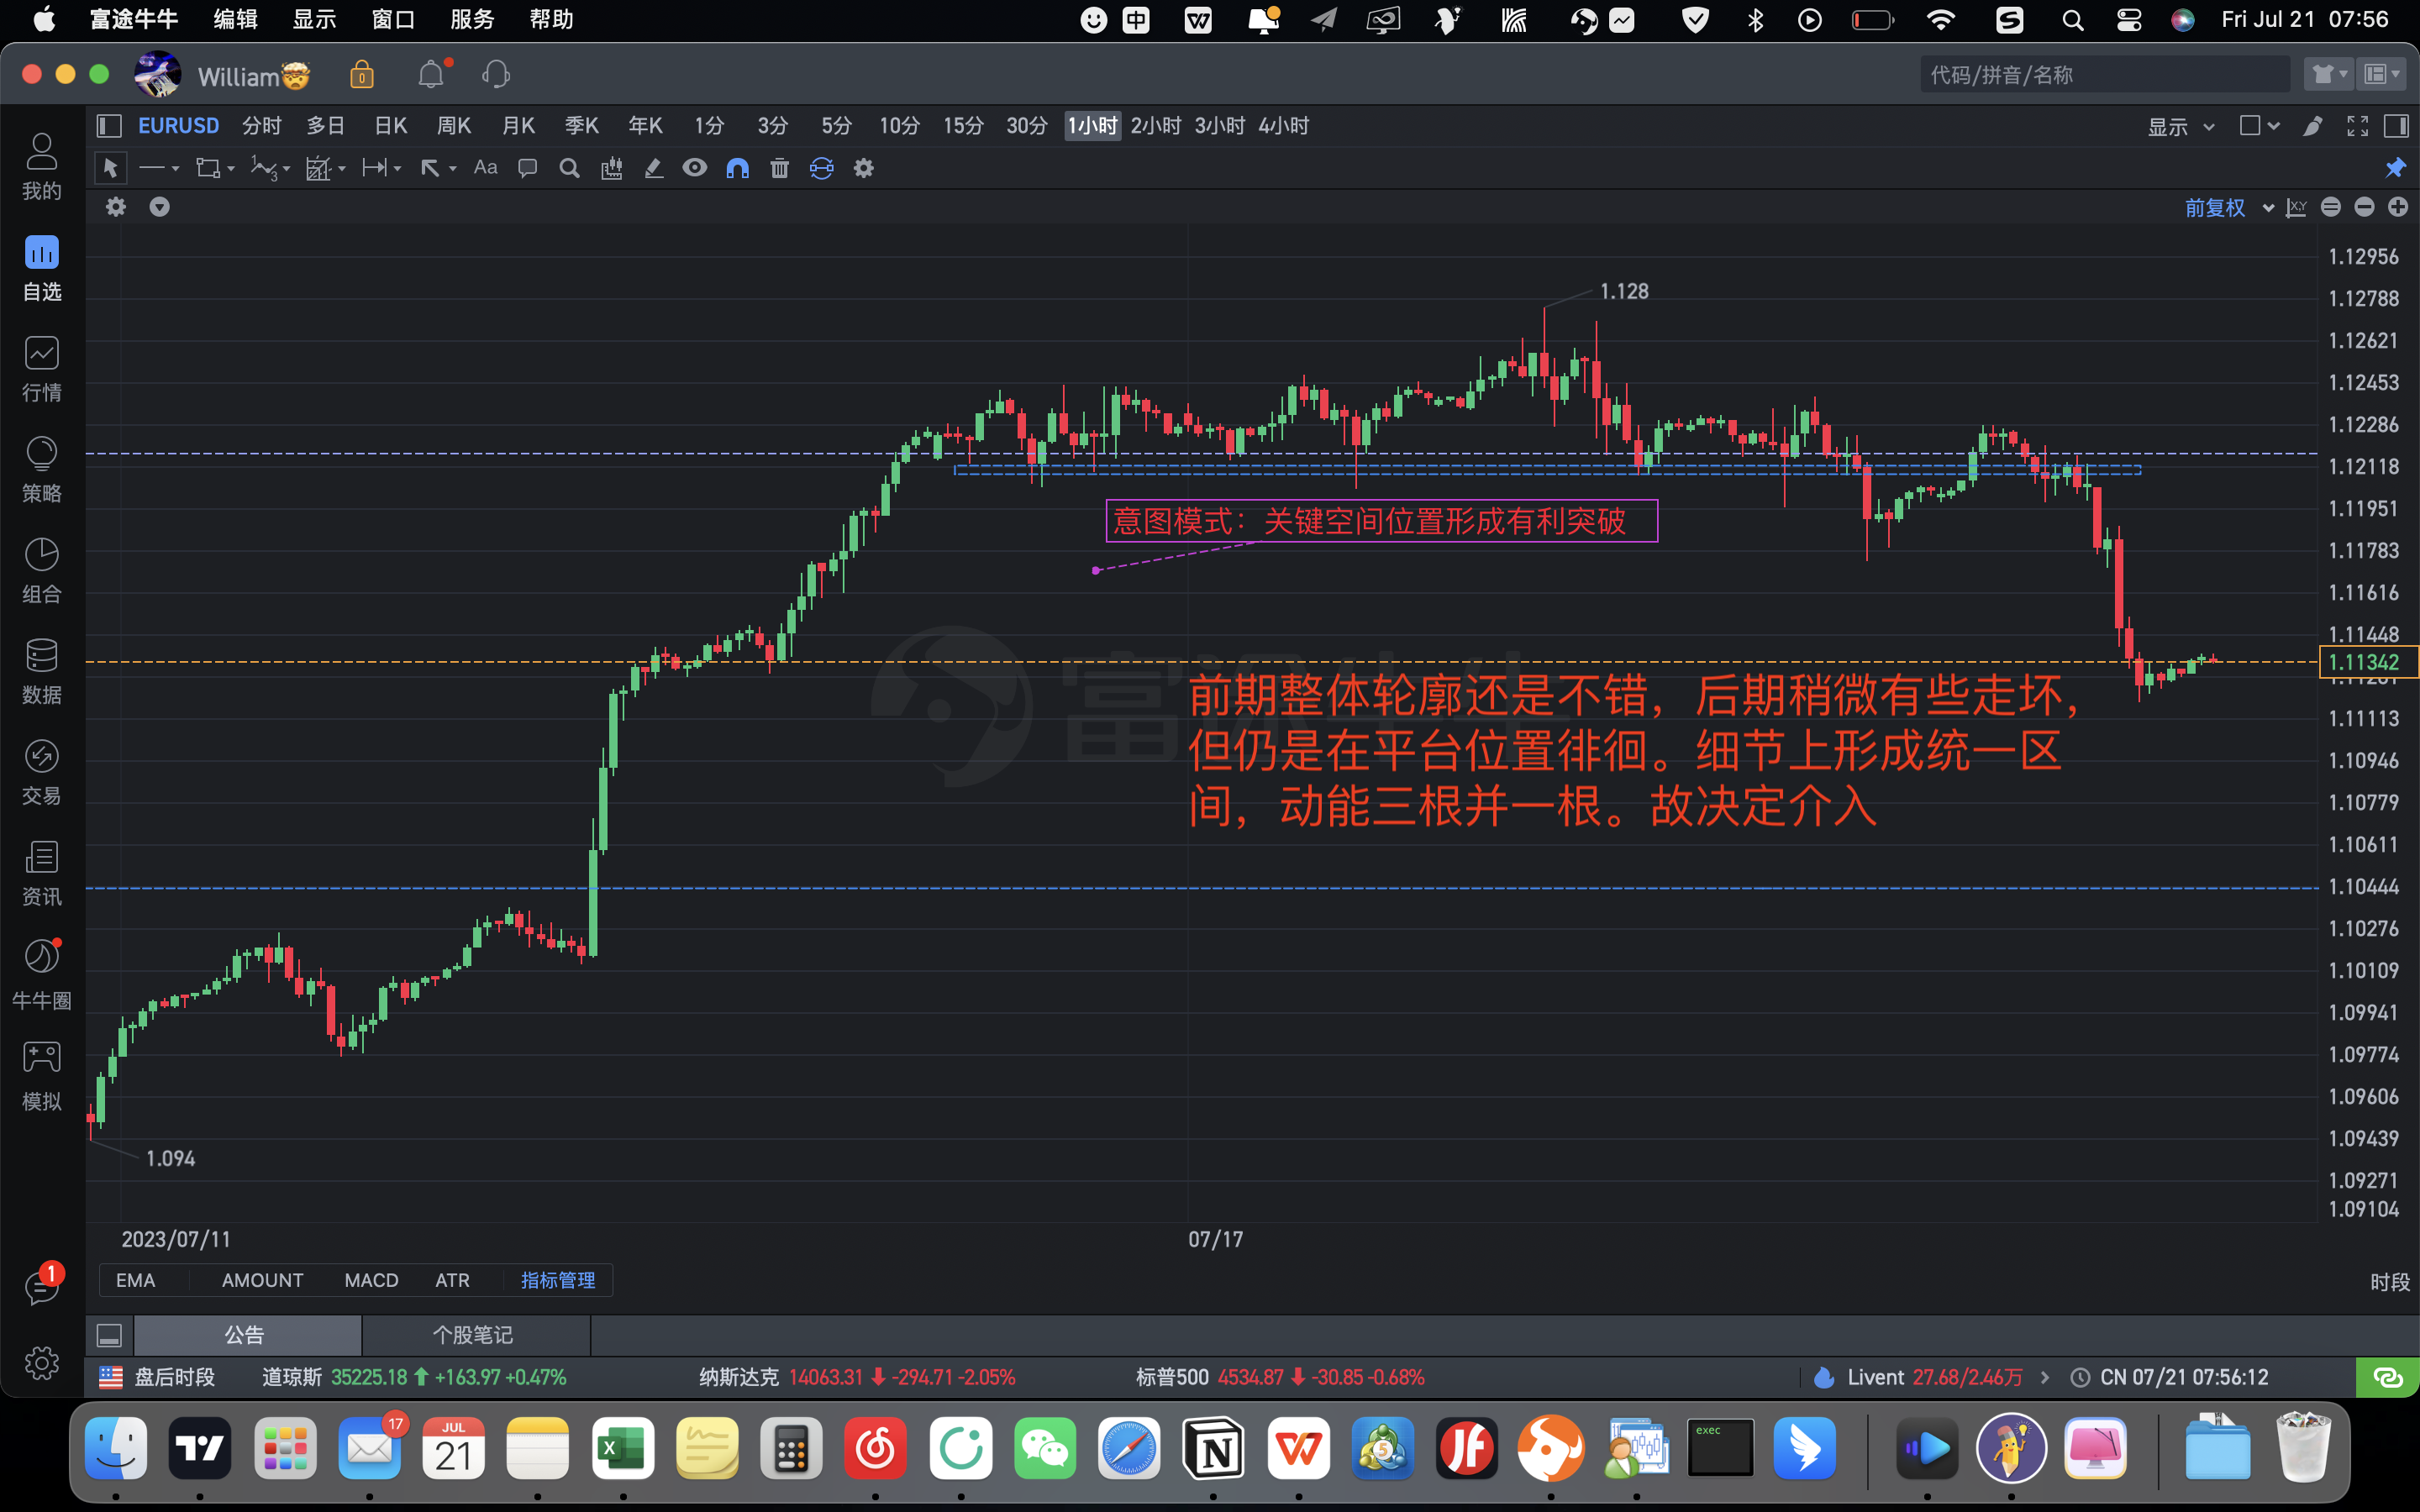 富途牛牛 编辑 显示 窗口 服务 帮助 中 Fri Jul 21 07:56
William 代码/拼音/名称
EURUSD 分时 多日 日K 周K 月K 季K 年K 1分 3分 5分 10分 15分 30分 1小时 2小时 3小时 4小时 显示
Aa
前复权 X,Y
我的
自选
行情
策略
组合
数据
交易
资讯
牛牛圈
模拟
1
1.128
意图模式：关键空间位置形成有利突破
富途牛牛
前期整体轮廓还是不错，后期稍微有些走坏，
但仍是在平台位置徘徊。细节上形成统一区
间，动能三根并一根。故决定介入
1.094
1.12956
1.12788
1.12621
1.12453
1.12286
1.12118
1.11951
1.11783
1.11616
1.11448
1.11342
1.11113
1.10946
1.10779
1.10611
1.10444
1.10276
1.10109
1.09941
1.09774
1.09606
1.09439
1.09271
1.09104
2023/07/11 07/17
EMA AMOUNT MACD ATR 指标管理 时段
公告 个股笔记
盘后时段 道琼斯 35225.18 +163.97 +0.47% 纳斯达克 14063.31 -294.71 -2.05% 标普500 4534.87 -30.85 -0.68% Livent 27.68/2.46万 CN 07/21 07:56:12
17
JUL
21
exec